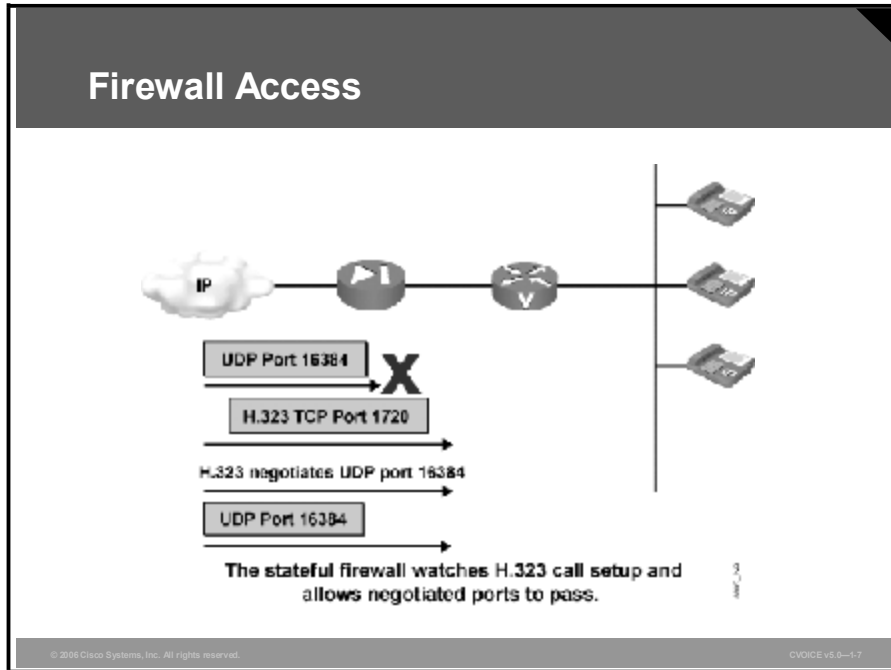 Firewall Access
IP
V
UDP Port 16384
X
H.323 TCP Port 1720
H.323 negotiates UDP port 16384
UDP Port 16384
The stateful firewall watches H.323 call setup and
allows negotiated ports to pass.
© 2006 Cisco Systems, Inc. All rights reserved.
CVOICE v5.0—1-7